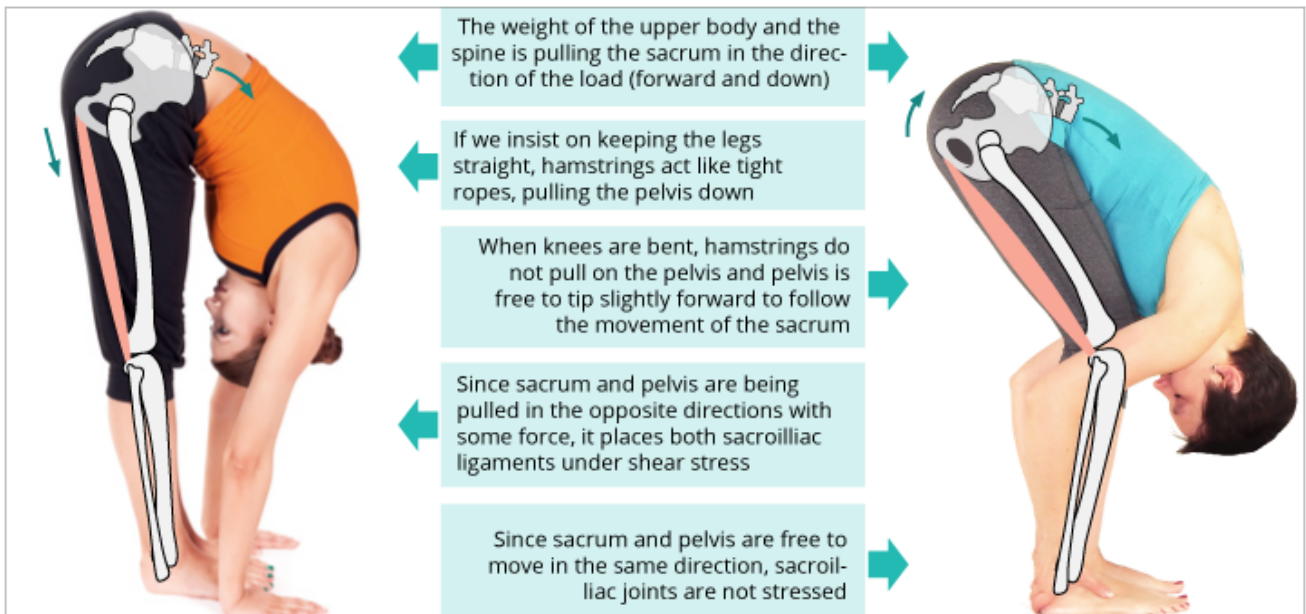 The weight of the upper body and the
spine is pulling the sacrum in the direc-
tion of the load (forward and down)
If we insist on keeping the legs
straight, hamstrings act like tight
ropes, pulling the pelvis down
When knees are bent, hamstrings do
not pull on the pelvis and pelvis is
free to tip slightly forward to follow
the movement of the sacrum
Since sacrum and pelvis are being
pulled in the opposite directions with
some force, it places both sacroilliac
ligaments under shear stress
Since sacrum and pelvis are free to
move in the same direction, sacroil-
liac joints are not stressed